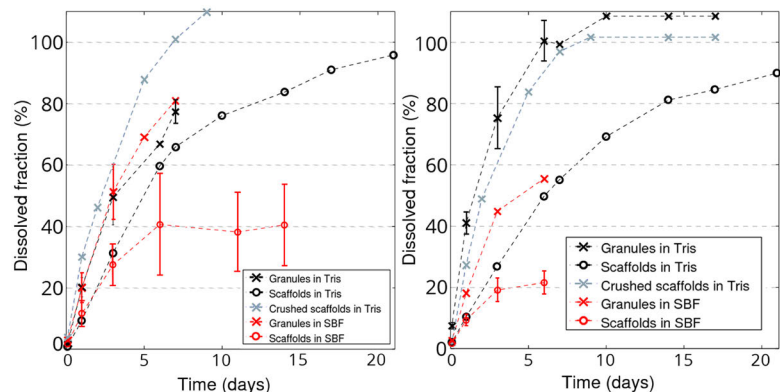 Dissolved fraction (%)
100
80
60
40
20
0
0
5
10
15
20
Time (days)
Granules in Tris
Scaffolds in Tris
Crushed scaffolds in Tris
Granules in SBF
Scaffolds in SBF
Dissolved fraction (%)
100
80
60
40
20
0
0
5
10
15
20
Time (days)
Granules in Tris
Scaffolds in Tris
Crushed scaffolds in Tris
Granules in SBF
Scaffolds in SBF